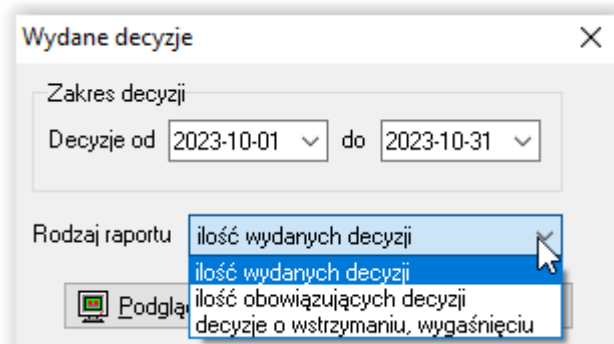 Wydane decyzje
Zakres decyzji
Decyzje od 2023-10-01 do 2023-10-31
Rodzaj raportu ilość wydanych decyzji
ilość wydanych decyzji
ilość obowiązujących decyzji
decyzje o wstrzymaniu, wygaśnięciu